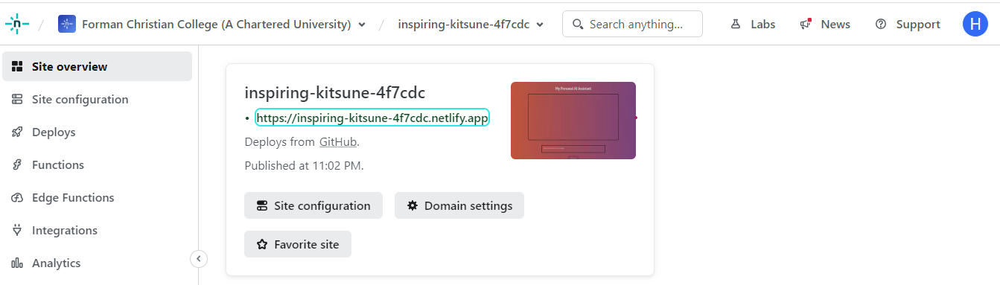 n / Forman Christian College (A Chartered University) / inspiring-kitsune-4f7cdc Search anything... Labs News Support H
Site overview
Site configuration
Deploys
Functions
Edge Functions
Integrations
Analytics
inspiring-kitsune-4f7cdc
• https://inspiring-kitsune-4f7cdc.netlify.app
Deploys from GitHub.
Published at 11:02 PM.
My Personal AI Assistant
Site configuration Domain settings
Favorite site